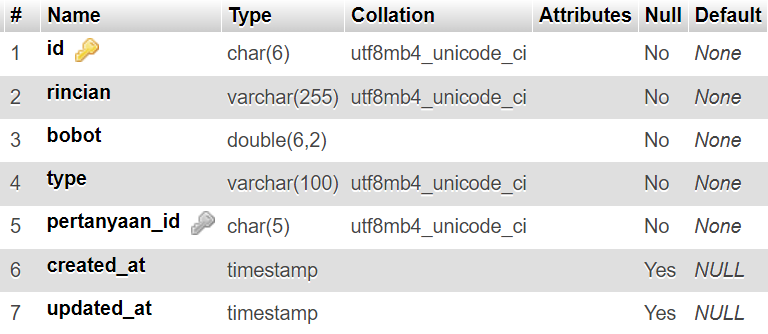 # Name Type Collation Attributes Null Default
1 id char(6) utf8mb4_unicode_ci No None
2 rincian varchar(255) utf8mb4_unicode_ci No None
3 bobot double(6,2) No None
4 type varchar(100) utf8mb4_unicode_ci No None
5 pertanyaan_id char(5) utf8mb4_unicode_ci No None
6 created_at timestamp Yes NULL
7 updated_at timestamp Yes NULL